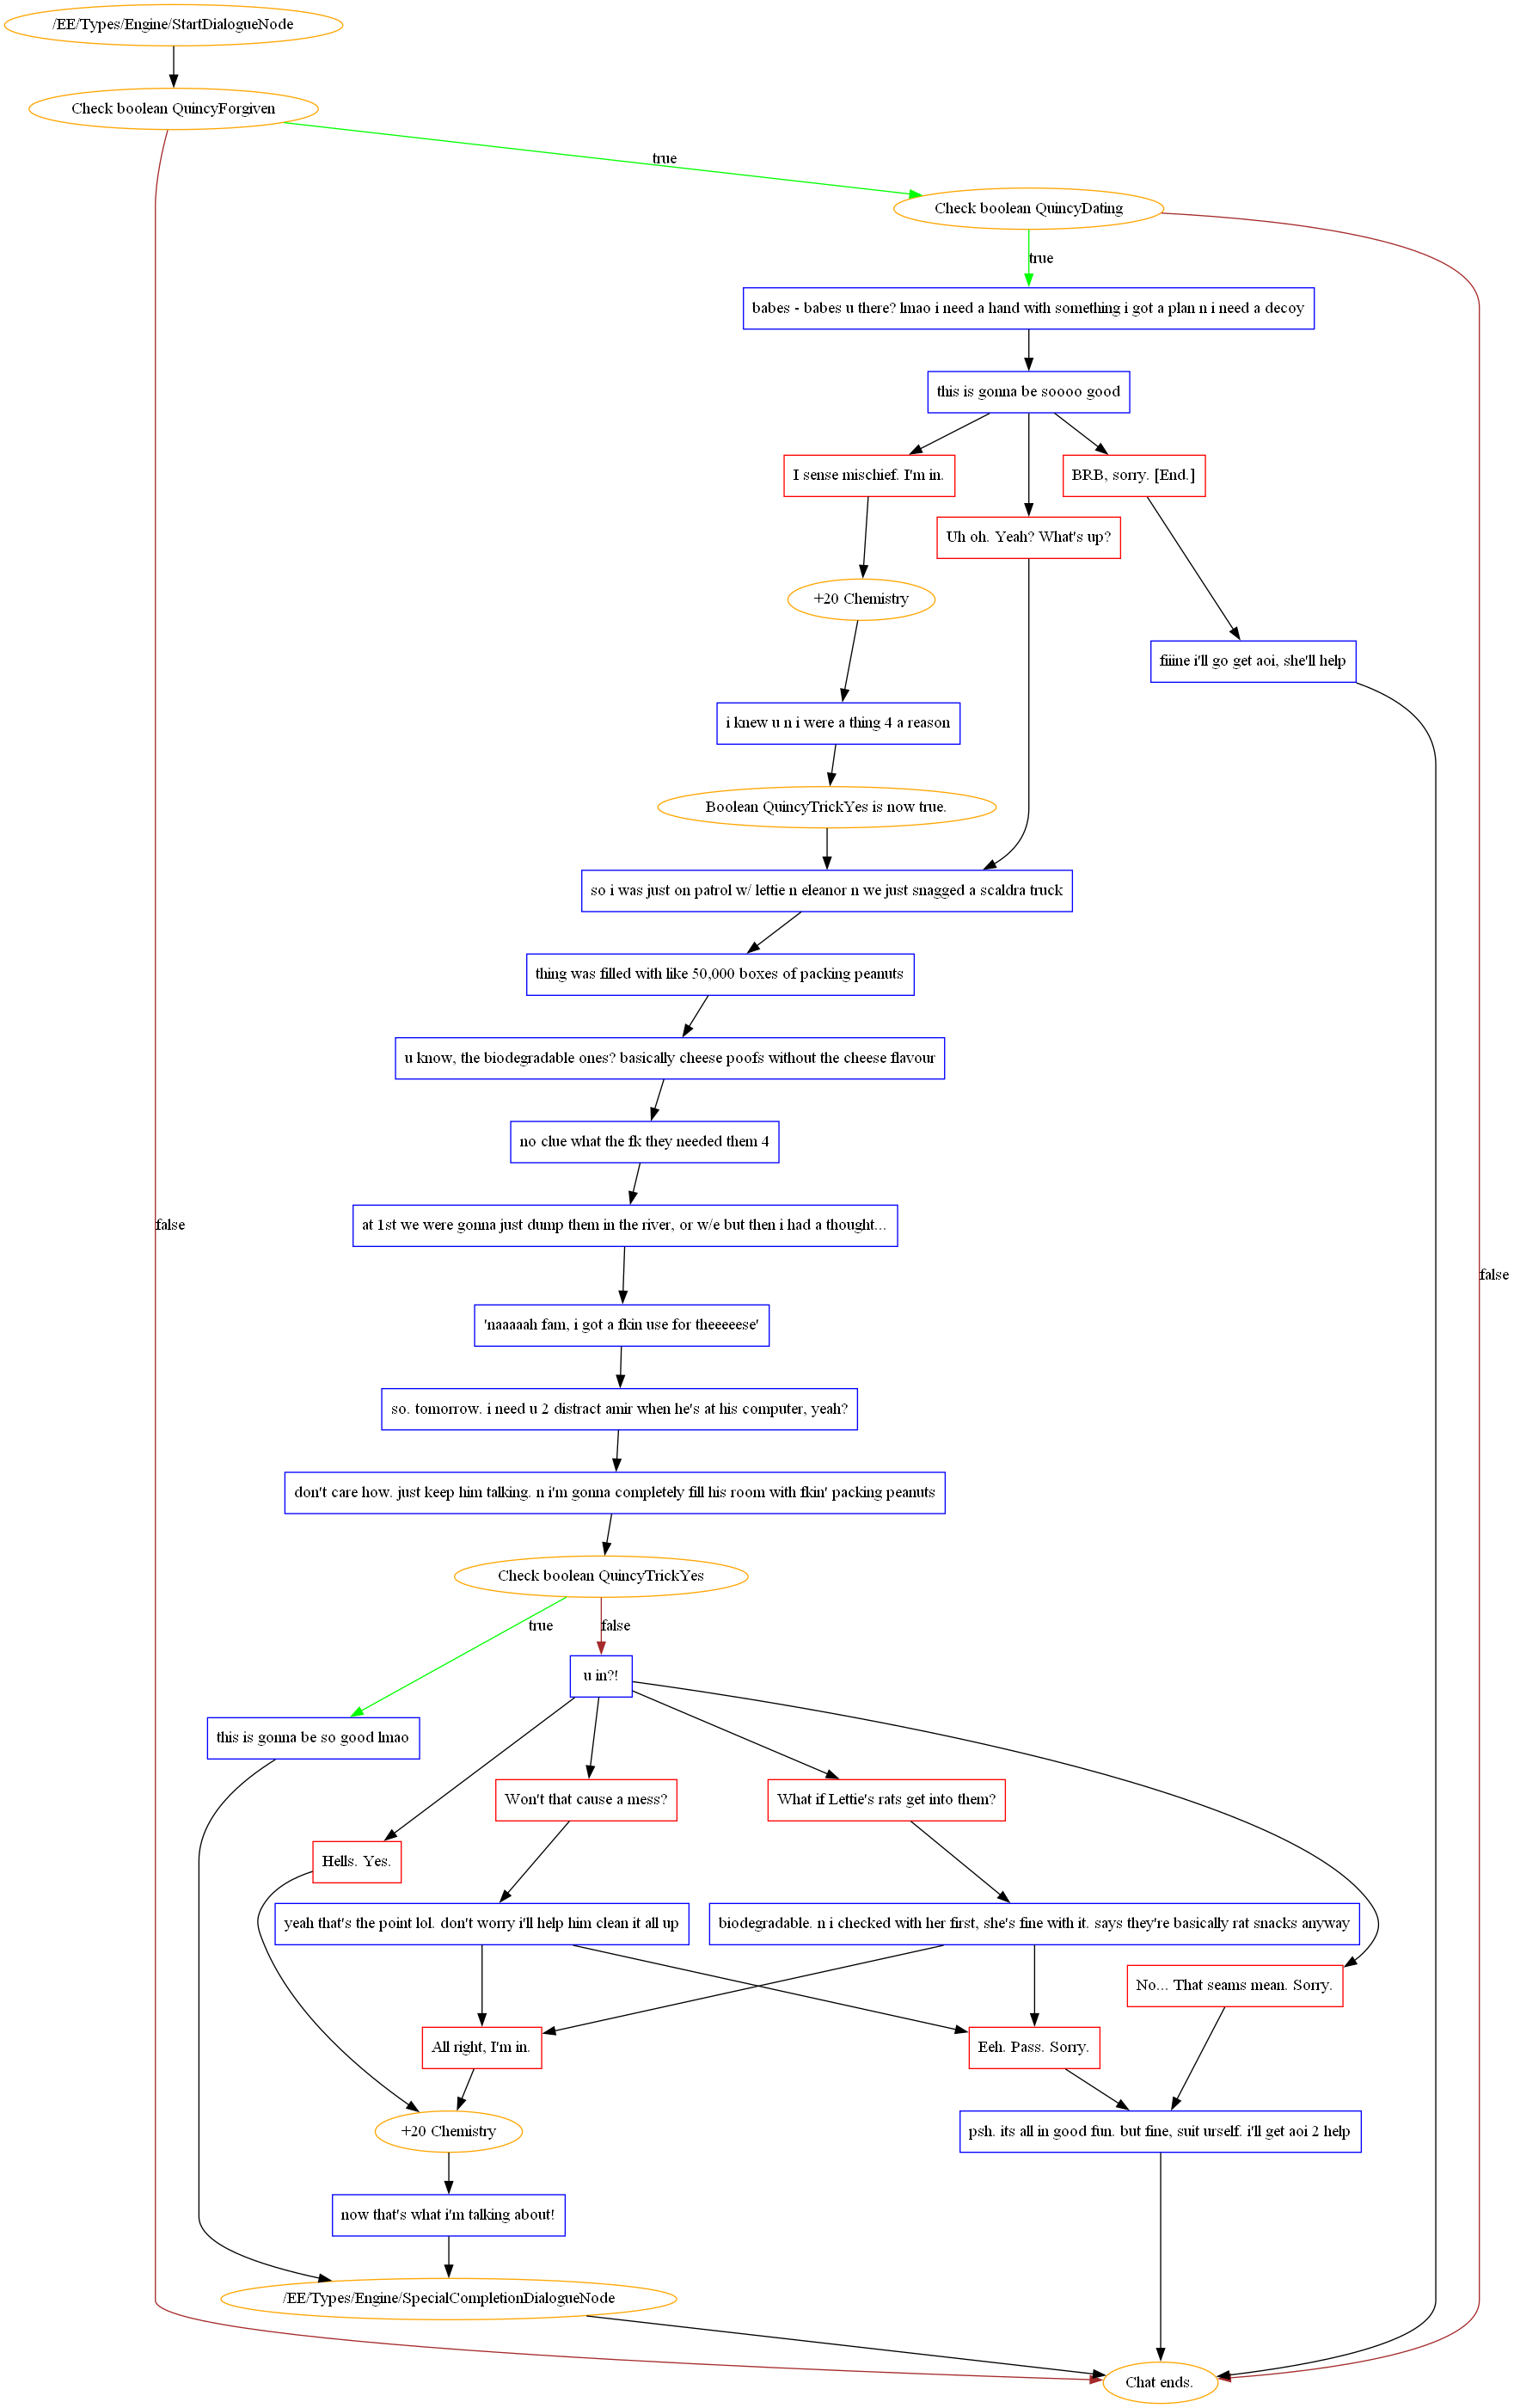 /EE/Types/Engine/StartDialogueNode
Check boolean QuincyForgiven
true
Check boolean QuincyDating
true
babes - babes u there? lmao i need a hand with something i got a plan n i need a decoy
this is gonna be soooo good
I sense mischief. I'm in.
BRB, sorry. [End.]
Uh oh. Yeah? What's up?
+20 Chemistry
fiiine i'll go get aoi, she'll help
i knew u n i were a thing 4 a reason
Boolean QuincyTrickYes is now true.
so i was just on patrol w/ lettie n eleanor n we just snagged a scaldra truck
thing was filled with like 50,000 boxes of packing peanuts
u know, the biodegradable ones? basically cheese poofs without the cheese flavour
no clue what the fk they needed them 4
at 1st we were gonna just dump them in the river, or w/e but then i had a thought...
false
false
'naaaaah fam, i got a fkin use for theeeeese'
so. tomorrow. i need u 2 distract amir when he's at his computer, yeah?
don't care how. just keep him talking. n i'm gonna completely fill his room with fkin' packing peanuts
Check boolean QuincyTrickYes
true
false
u in?!
this is gonna be so good lmao
Won't that cause a mess?
What if Lettie's rats get into them?
Hells. Yes.
yeah that's the point lol. don't worry i'll help him clean it all up
biodegradable. n i checked with her first, she's fine with it. says they're basically rat snacks anyway
No... That seams mean. Sorry.
All right, I'm in.
Eeh. Pass. Sorry.
+20 Chemistry
psh. its all in good fun. but fine, suit urself. i'll get aoi 2 help
now that's what i'm talking about!
/EE/Types/Engine/SpecialCompletionDialogueNode
Chat ends.